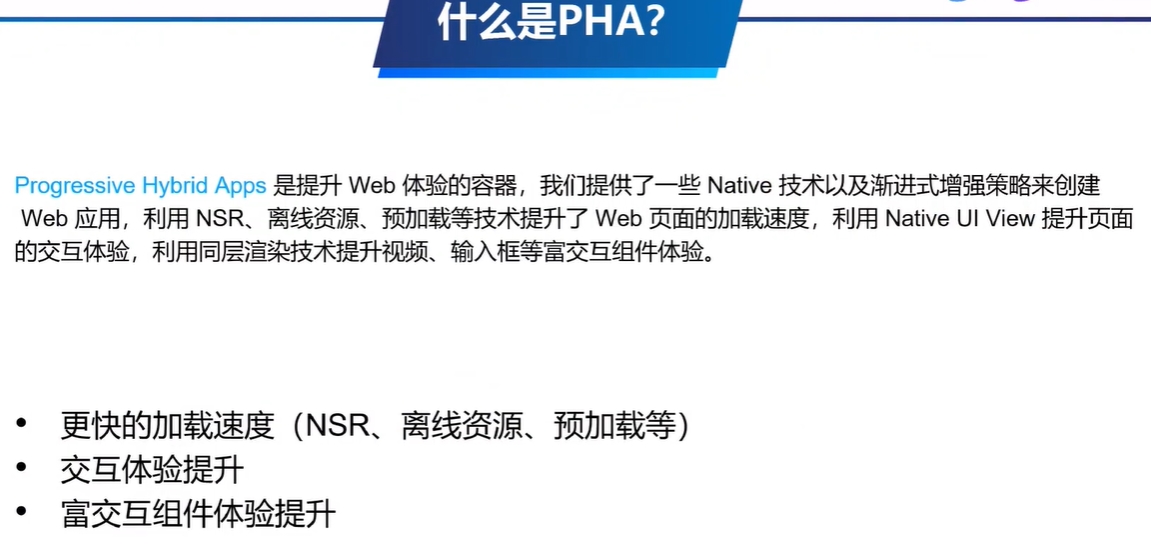 什么是PHA?
Progressive Hybrid Apps 是提升 Web 体验的容器，我们提供了一些 Native 技术以及渐进式增强策略来创建
Web 应用，利用 NSR、离线资源、预加载等技术提升了 Web 页面的加载速度，利用 Native UI View 提升页面
的交互体验，利用同层渲染技术提升视频、输入框等富交互组件体验。
• 更快的加载速度（NSR、离线资源、预加载等）
• 交互体验提升
• 富交互组件体验提升